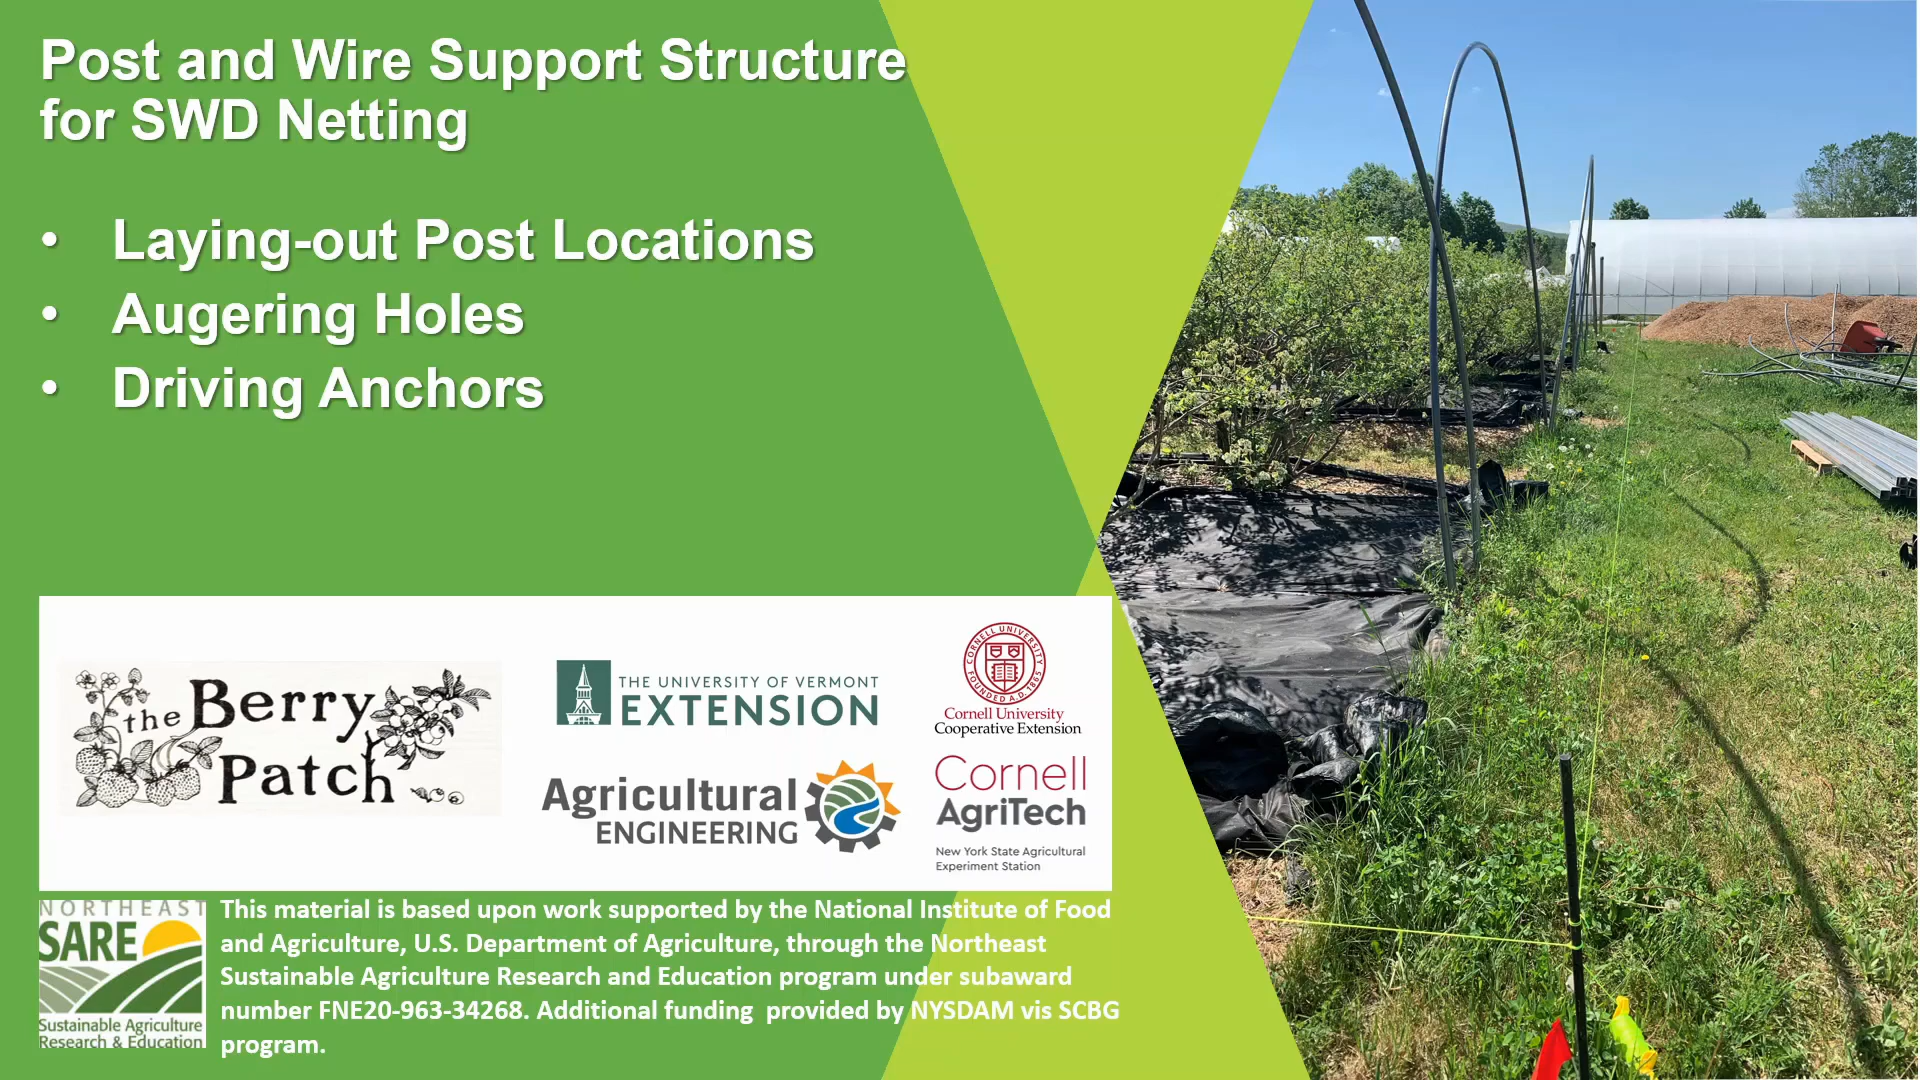 Post and Wire Support Structure
for SWD Netting
• Laying-out Post Locations
• Augering Holes
• Driving Anchors
the Berry
Patch
THE UNIVERSITY OF VERMONT
EXTENSION
Agricultural
ENGINEERING
CORNELL UNIVERSITY
FOUNDED A.D. 1865
Cornell University
Cooperative Extension
Cornell
AgriTech
New York State Agricultural
Experiment Station
NORTHEAST
SARE
Sustainable Agriculture
Research & Education
This material is based upon work supported by the National Institute of Food
and Agriculture, U.S. Department of Agriculture, through the Northeast
Sustainable Agriculture Research and Education program under subaward
number FNE20-963-34268. Additional funding  provided by NYSDAM vis SCBG
program.